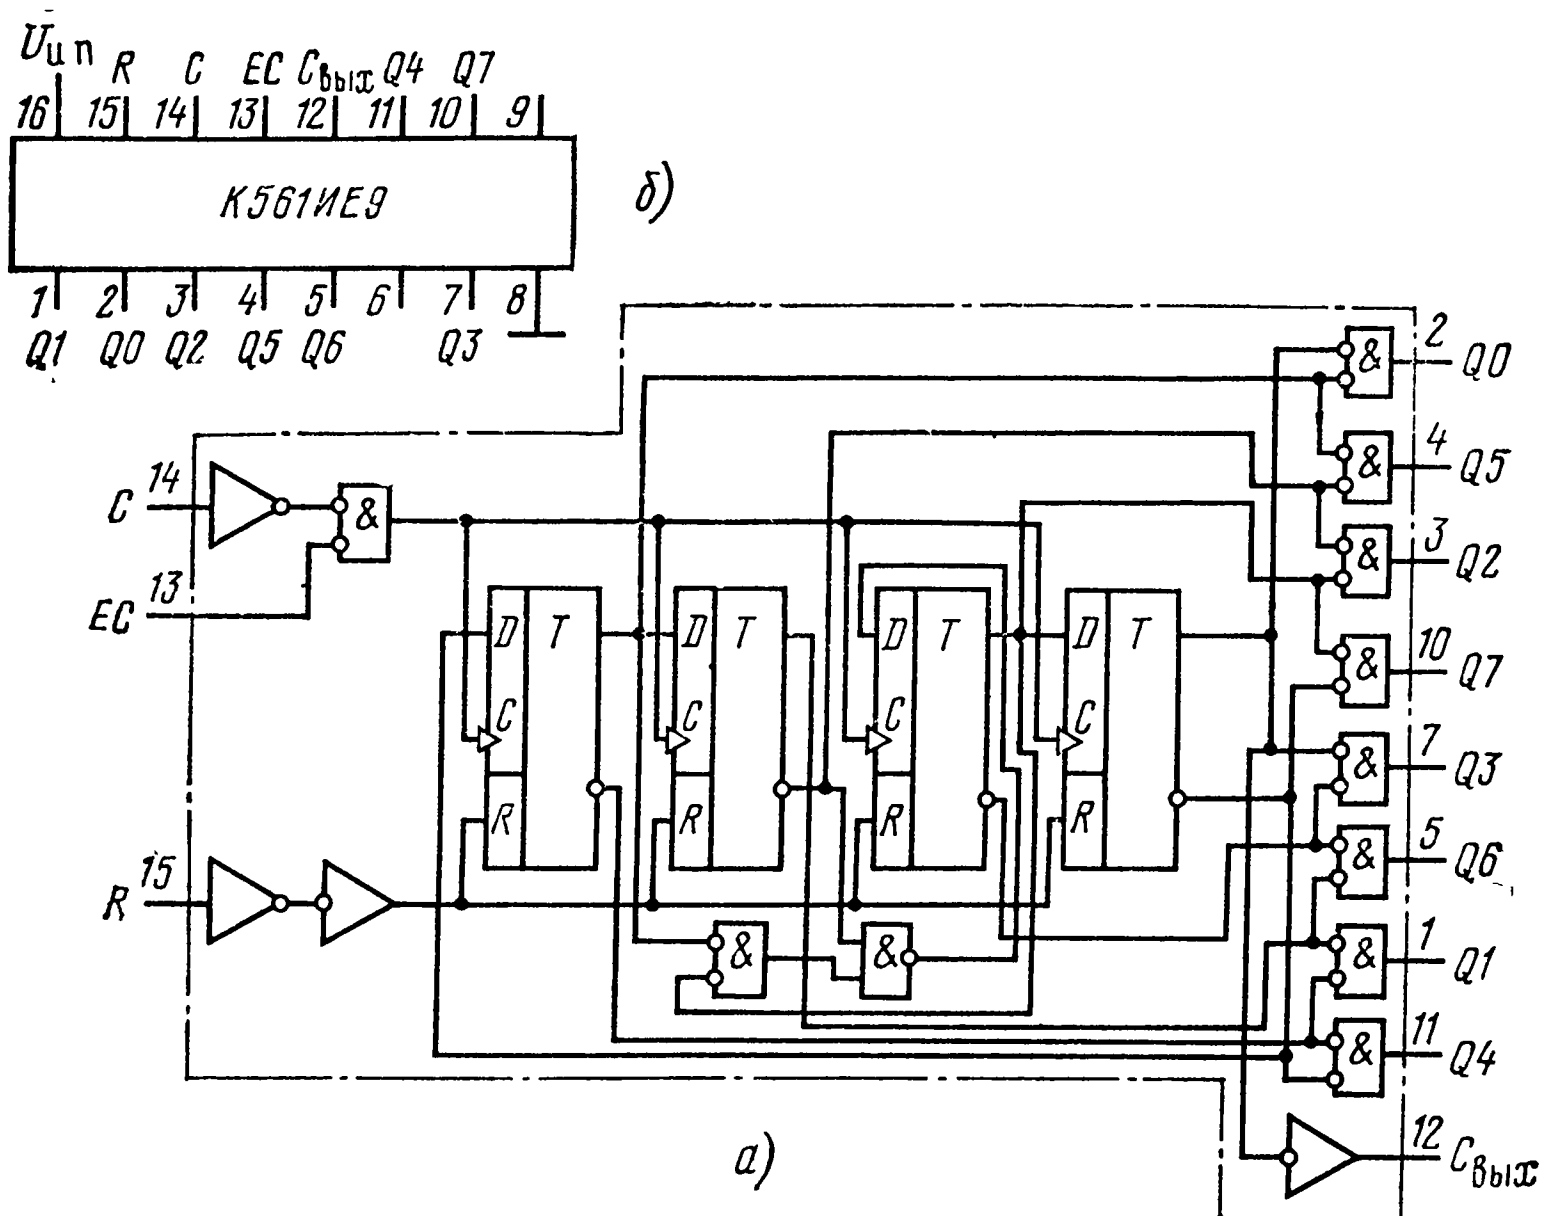 Uип R C EC Cвых Q4 Q7
16 15 14 13 12 11 10 9
К561ИЕ9
б)
1 2 3 4 5 6 7 8
Q1 Q0 Q2 Q5 Q6 Q3
& 2 Q0
& 4 Q5
C 14 &
& 3 Q2
EC 13
D T D T D T D T
& 10 Q7
C C C C
& 7 Q3
R R R R
& 5 Q6
R 15
& &
& 1 Q1
& 11 Q4
12 Cвых
а)